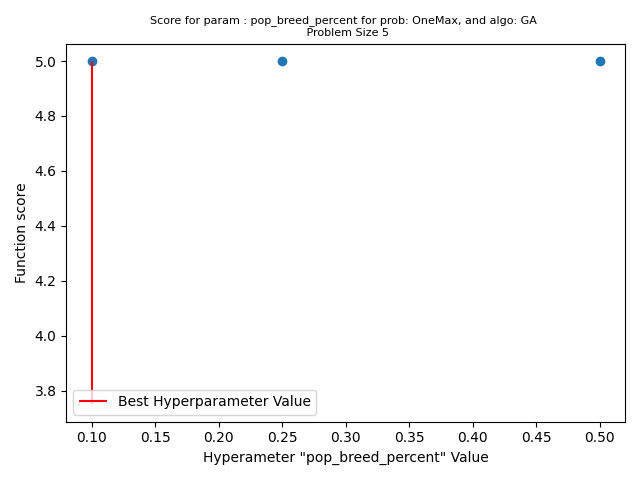 Score for param : pop_breed_percent for prob: OneMax, and algo: GA
Problem Size 5
5.0
4.8
4.6
4.4
4.2
4.0
3.8
Function score
Best Hyperparameter Value
0.10 0.15 0.20 0.25 0.30 0.35 0.40 0.45 0.50
Hyperameter "pop_breed_percent" Value